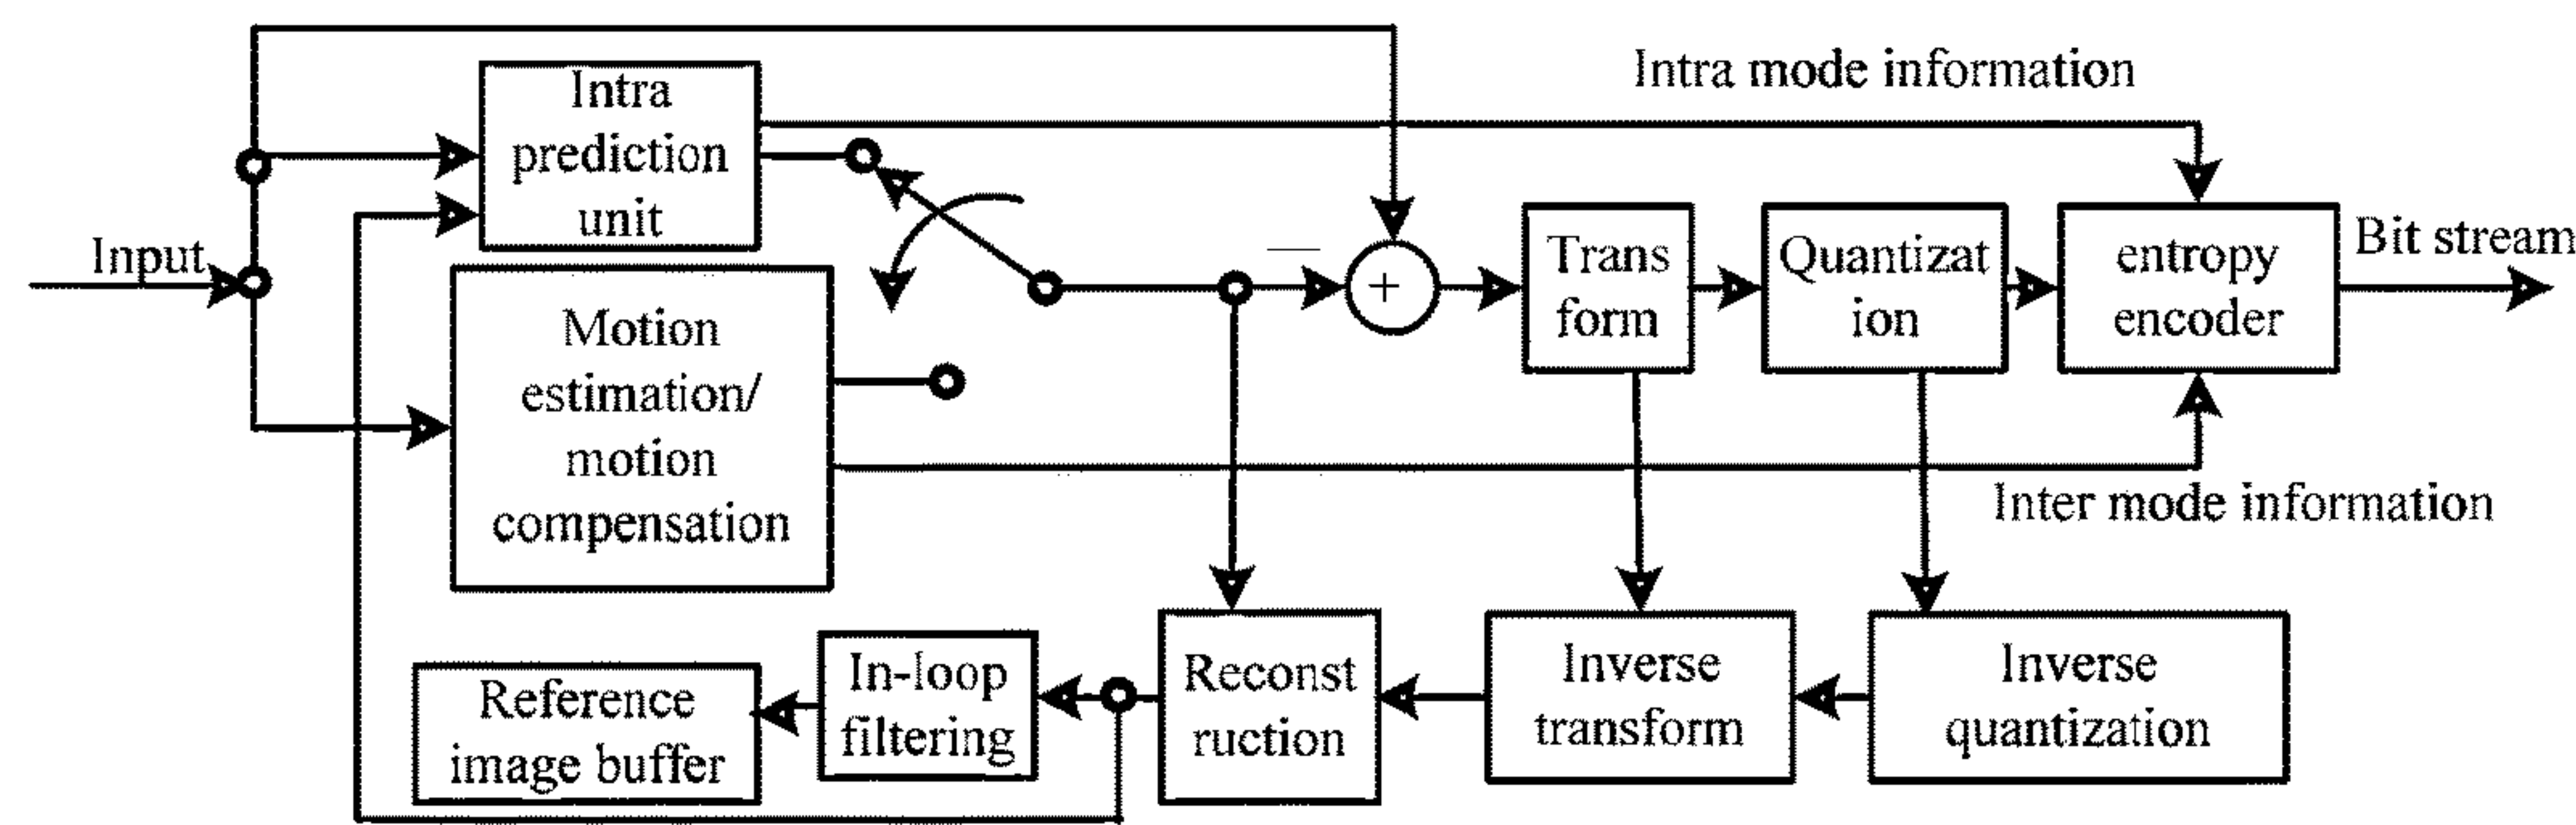 Intra mode information
Intra
prediction
unit
Input
—
+
Trans
form
Quantizat
ion
entropy
encoder
Bit stream
Motion
estimation/
motion
compensation
Inter mode information
Reference
image buffer
In-loop
filtering
Reconst
ruction
Inverse
transform
Inverse
quantization